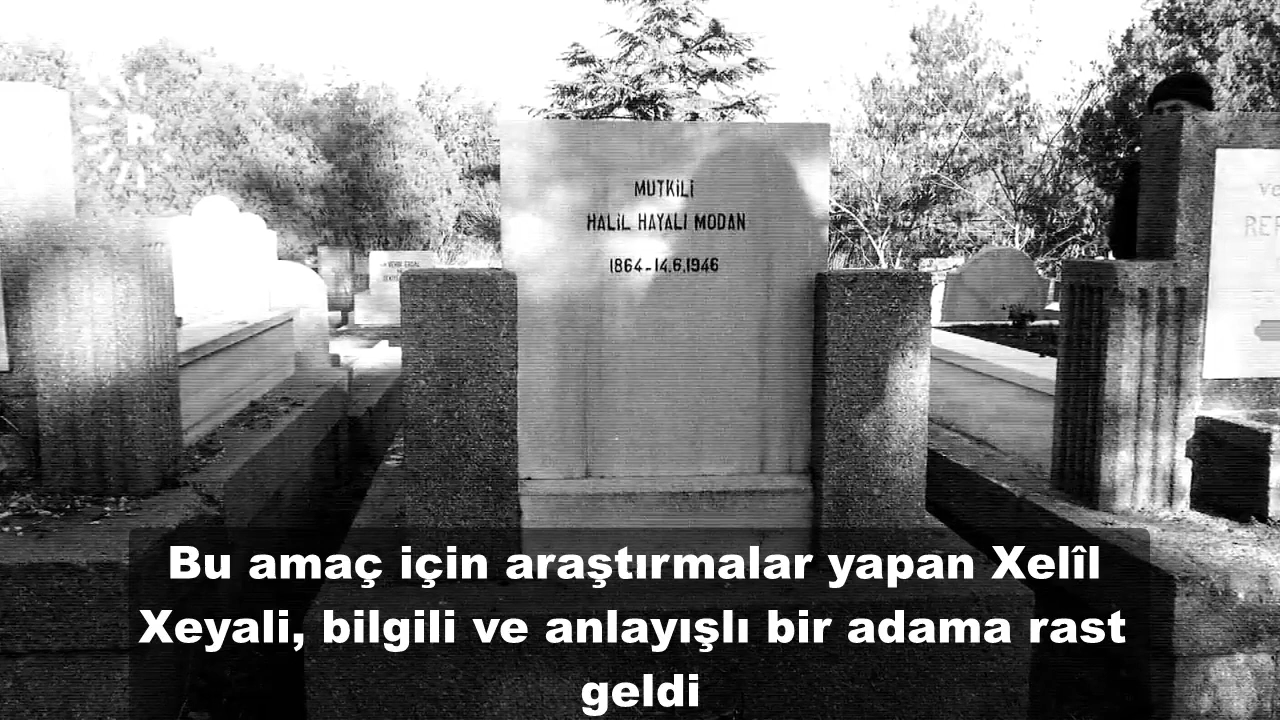 R
MUTKİLİ
HALİL HAYALİ MODAN
1864-14.6.1946
Bu amaç için araştırmalar yapan Xelîl
Xeyali, bilgili ve anlayışlı bir adama rast
geldi